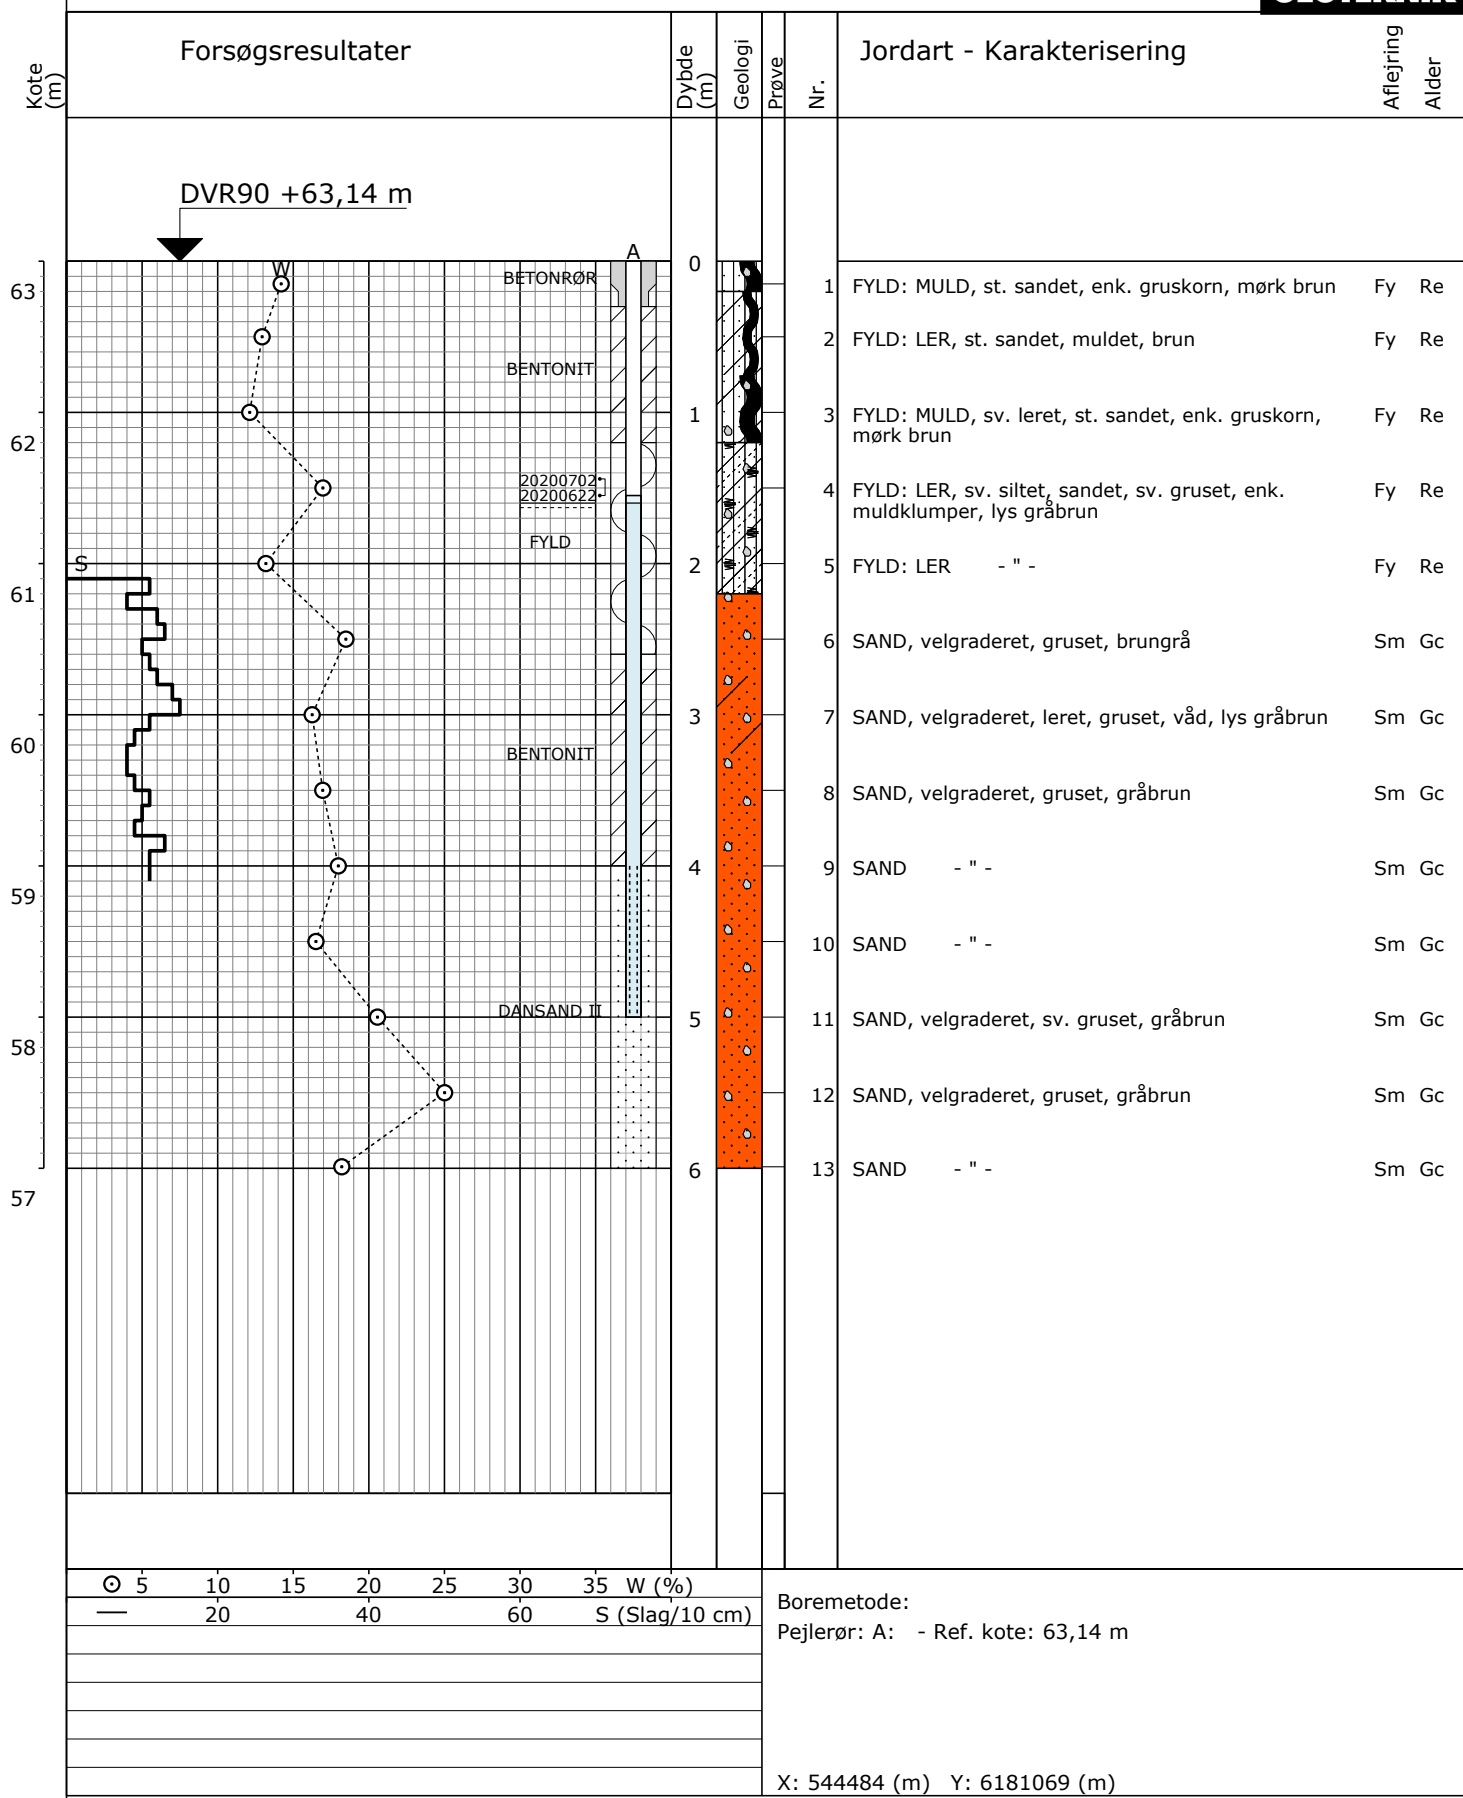 Kote (m)
Forsøgsresultater
Dybde (m)
Geologi
Prøve
Nr.
Jordart - Karakterisering
Aflejring
Alder
DVR90 +63,14 m
W
A
BETONRØR
0
63
1 FYLD: MULD, st. sandet, enk. gruskorn, mørk brun Fy Re
2 FYLD: LER, st. sandet, muldet, brun Fy Re
BENTONIT
1
3 FYLD: MULD, sv. leret, st. sandet, enk. gruskorn, Fy Re
mørk brun
62
20200702
20200622
4 FYLD: LER, sv. siltet, sandet, sv. gruset, enk. Fy Re
muldklumper, lys gråbrun
FYLD
S
2
5 FYLD: LER - " - Fy Re
61
6 SAND, velgraderet, gruset, brungrå Sm Gc
3
7 SAND, velgraderet, leret, gruset, våd, lys gråbrun Sm Gc
60
BENTONIT
8 SAND, velgraderet, gruset, gråbrun Sm Gc
4
9 SAND - " - Sm Gc
59
10 SAND - " - Sm Gc
DANSAND II
5
11 SAND, velgraderet, sv. gruset, gråbrun Sm Gc
58
12 SAND, velgraderet, gruset, gråbrun Sm Gc
6
13 SAND - " - Sm Gc
57
5 10 15 20 25 30 35 W (%)
20 40 60 S (Slag/10 cm)
Boremetode:
Pejlerør: A: - Ref. kote: 63,14 m
X: 544484 (m) Y: 6181069 (m)